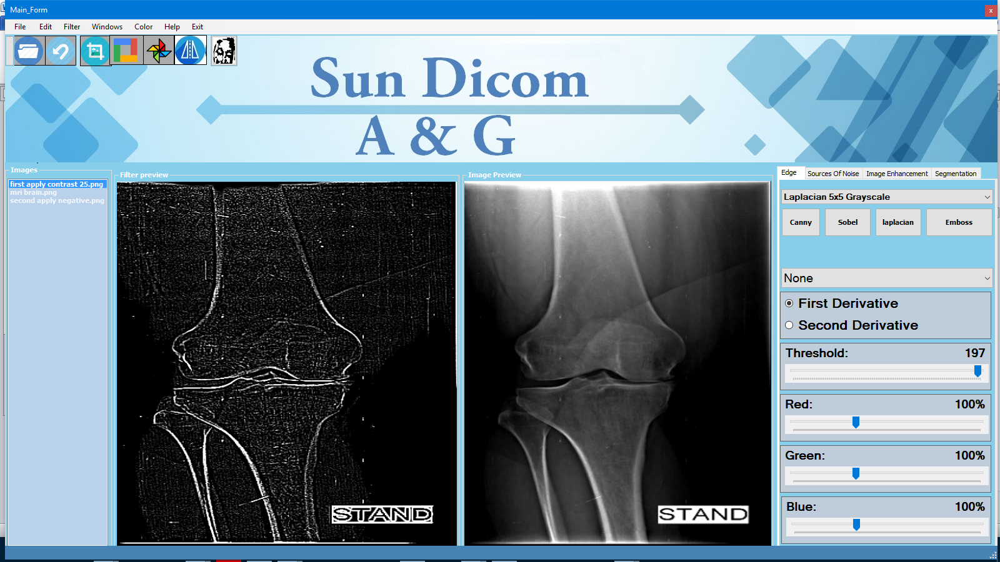 Main_Form
File Edit Filter Windows Color Help Exit
Sun Dicom
A & G
Images
first apply contrast 25.png
mri brain.png
second apply negative.png
Filter preview
STAND
Image Preview
STAND
Edge Sources Of Noise Image Enhancement Segmentation
Laplacian 5x5 Grayscale
Canny Sobel laplacian Emboss
None
First Derivative
Second Derivative
Threshold: 197
Red: 100%
Green: 100%
Blue: 100%